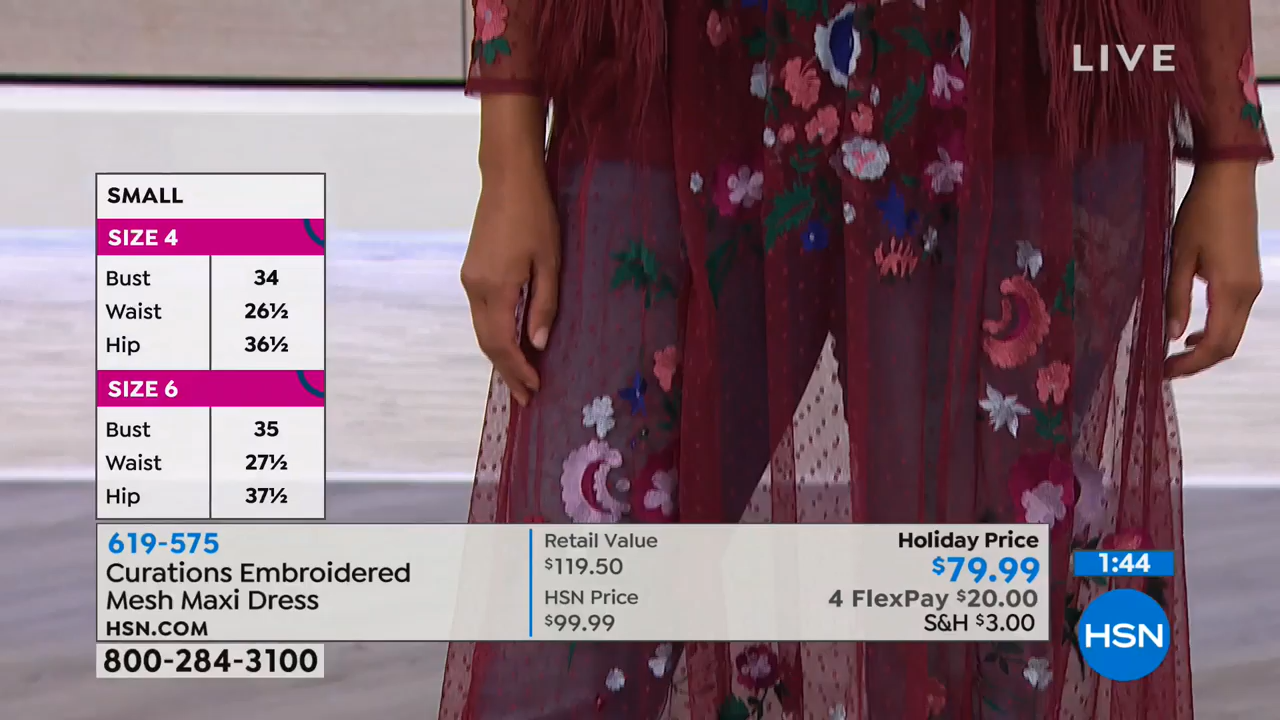 LIVE
SMALL
SIZE 4
Bust 34
Waist 26½
Hip 36½
SIZE 6
Bust 35
Waist 27½
Hip 37½
619-575
Curations Embroidered
Mesh Maxi Dress
HSN.COM
800-284-3100
Retail Value
$119.50
HSN Price
$99.99
Holiday Price
$79.99
4 FlexPay $20.00
S&H $3.00
1:44
HSN